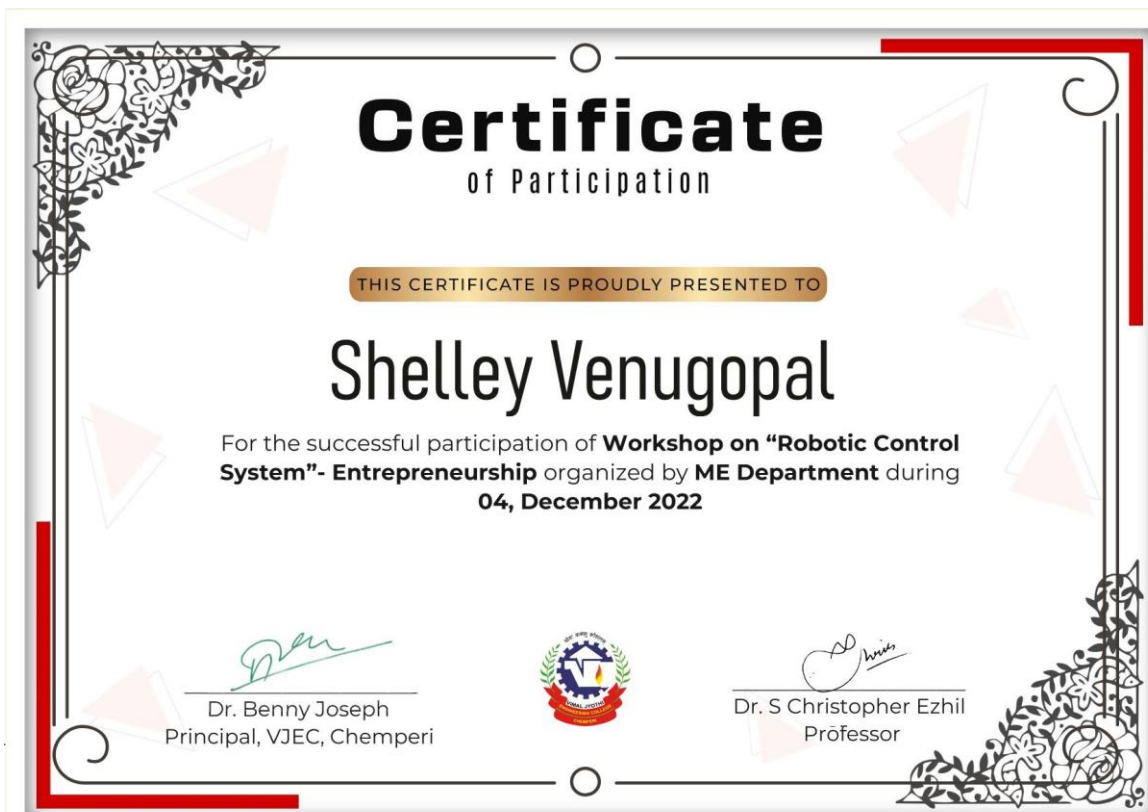 Certificate
of Participation
THIS CERTIFICATE IS PROUDLY PRESENTED TO
Shelley Venugopal
For the successful participation of Workshop on “Robotic Control
System”- Entrepreneurship organized by ME Department during
04, December 2022
VIMAL JYOTHI
ENGINEERING COLLEGE
CHEMPERI
Dr. Benny Joseph
Principal, VJEC, Chemperi
Dr. S Christopher Ezhil
Professor